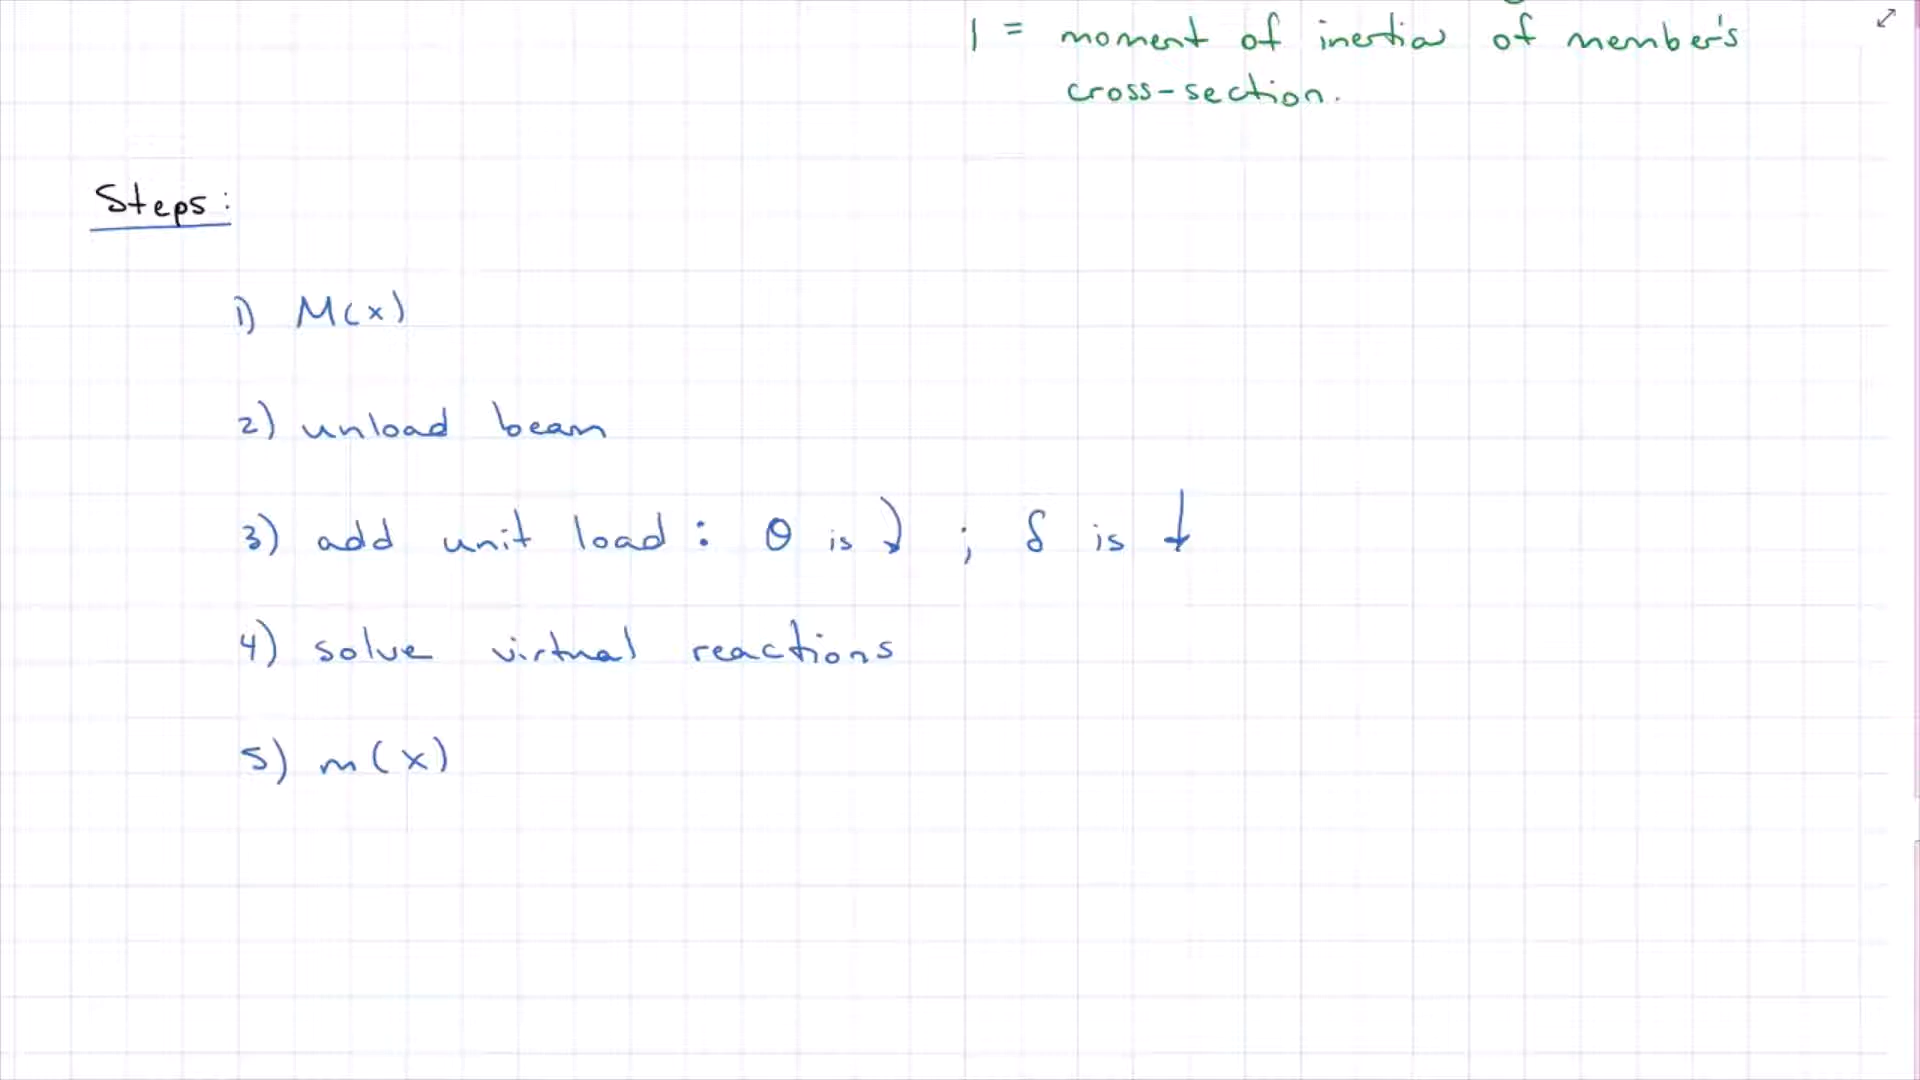 I = moment of inertia of member's
cross-section.
Steps:
1) M(x)
2) unload beam
3) add unit load : θ is ⤵ ; δ is ↓
4) solve virtual reactions
5) m(x)